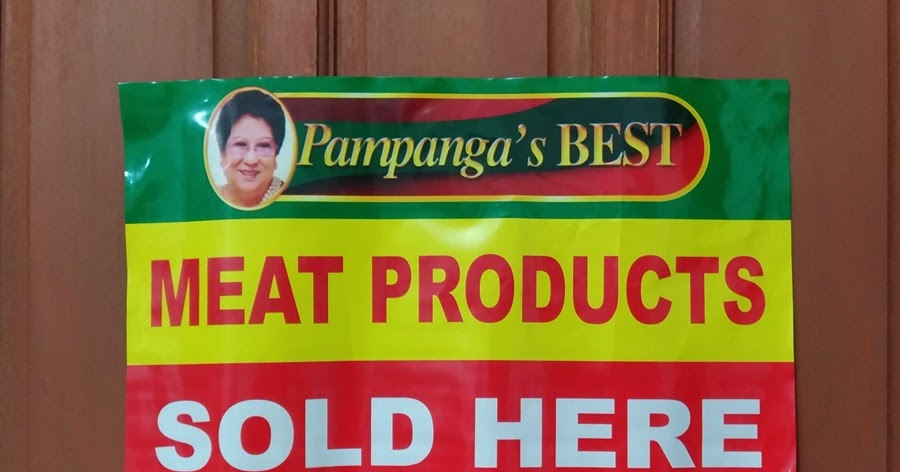 Pampanga's BEST
MEAT PRODUCTS
SOLD HERE